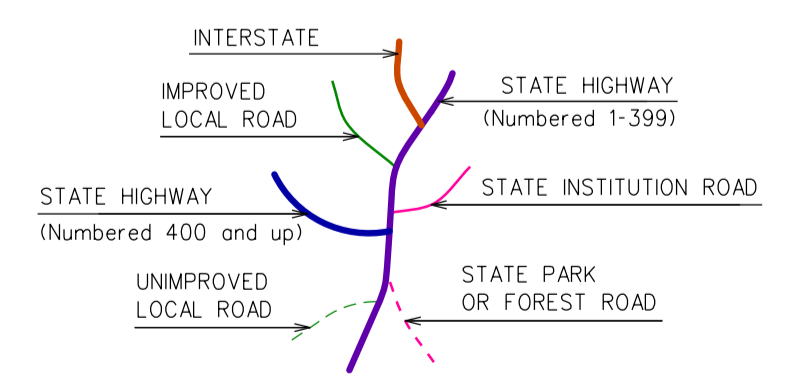 INTERSTATE
IMPROVED
LOCAL ROAD
STATE HIGHWAY
(Numbered 1-399)
STATE HIGHWAY
(Numbered 400 and up)
STATE INSTITUTION ROAD
UNIMPROVED
LOCAL ROAD
STATE PARK
OR FOREST ROAD